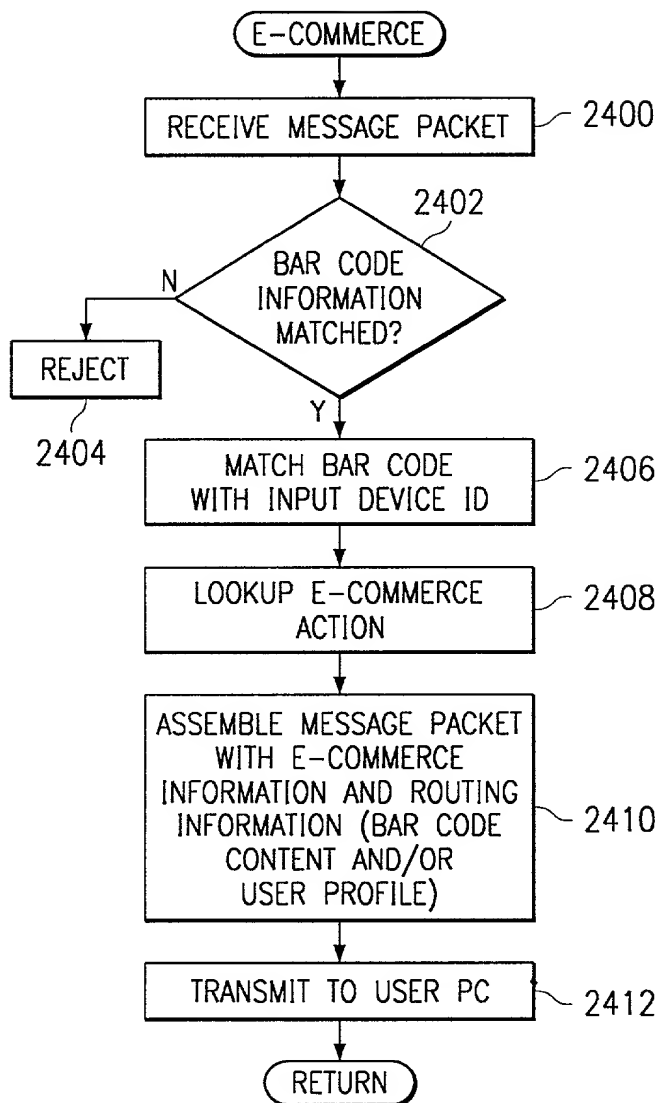 E-COMMERCE
RECEIVE MESSAGE PACKET
2400
2402
BAR CODE
INFORMATION
MATCHED?
N
REJECT
2404
Y
MATCH BAR CODE
WITH INPUT DEVICE ID
2406
LOOKUP E-COMMERCE
ACTION
2408
ASSEMBLE MESSAGE PACKET
WITH E-COMMERCE
INFORMATION AND ROUTING
INFORMATION (BAR CODE
CONTENT AND/OR
USER PROFILE)
2410
TRANSMIT TO USER PC
2412
RETURN